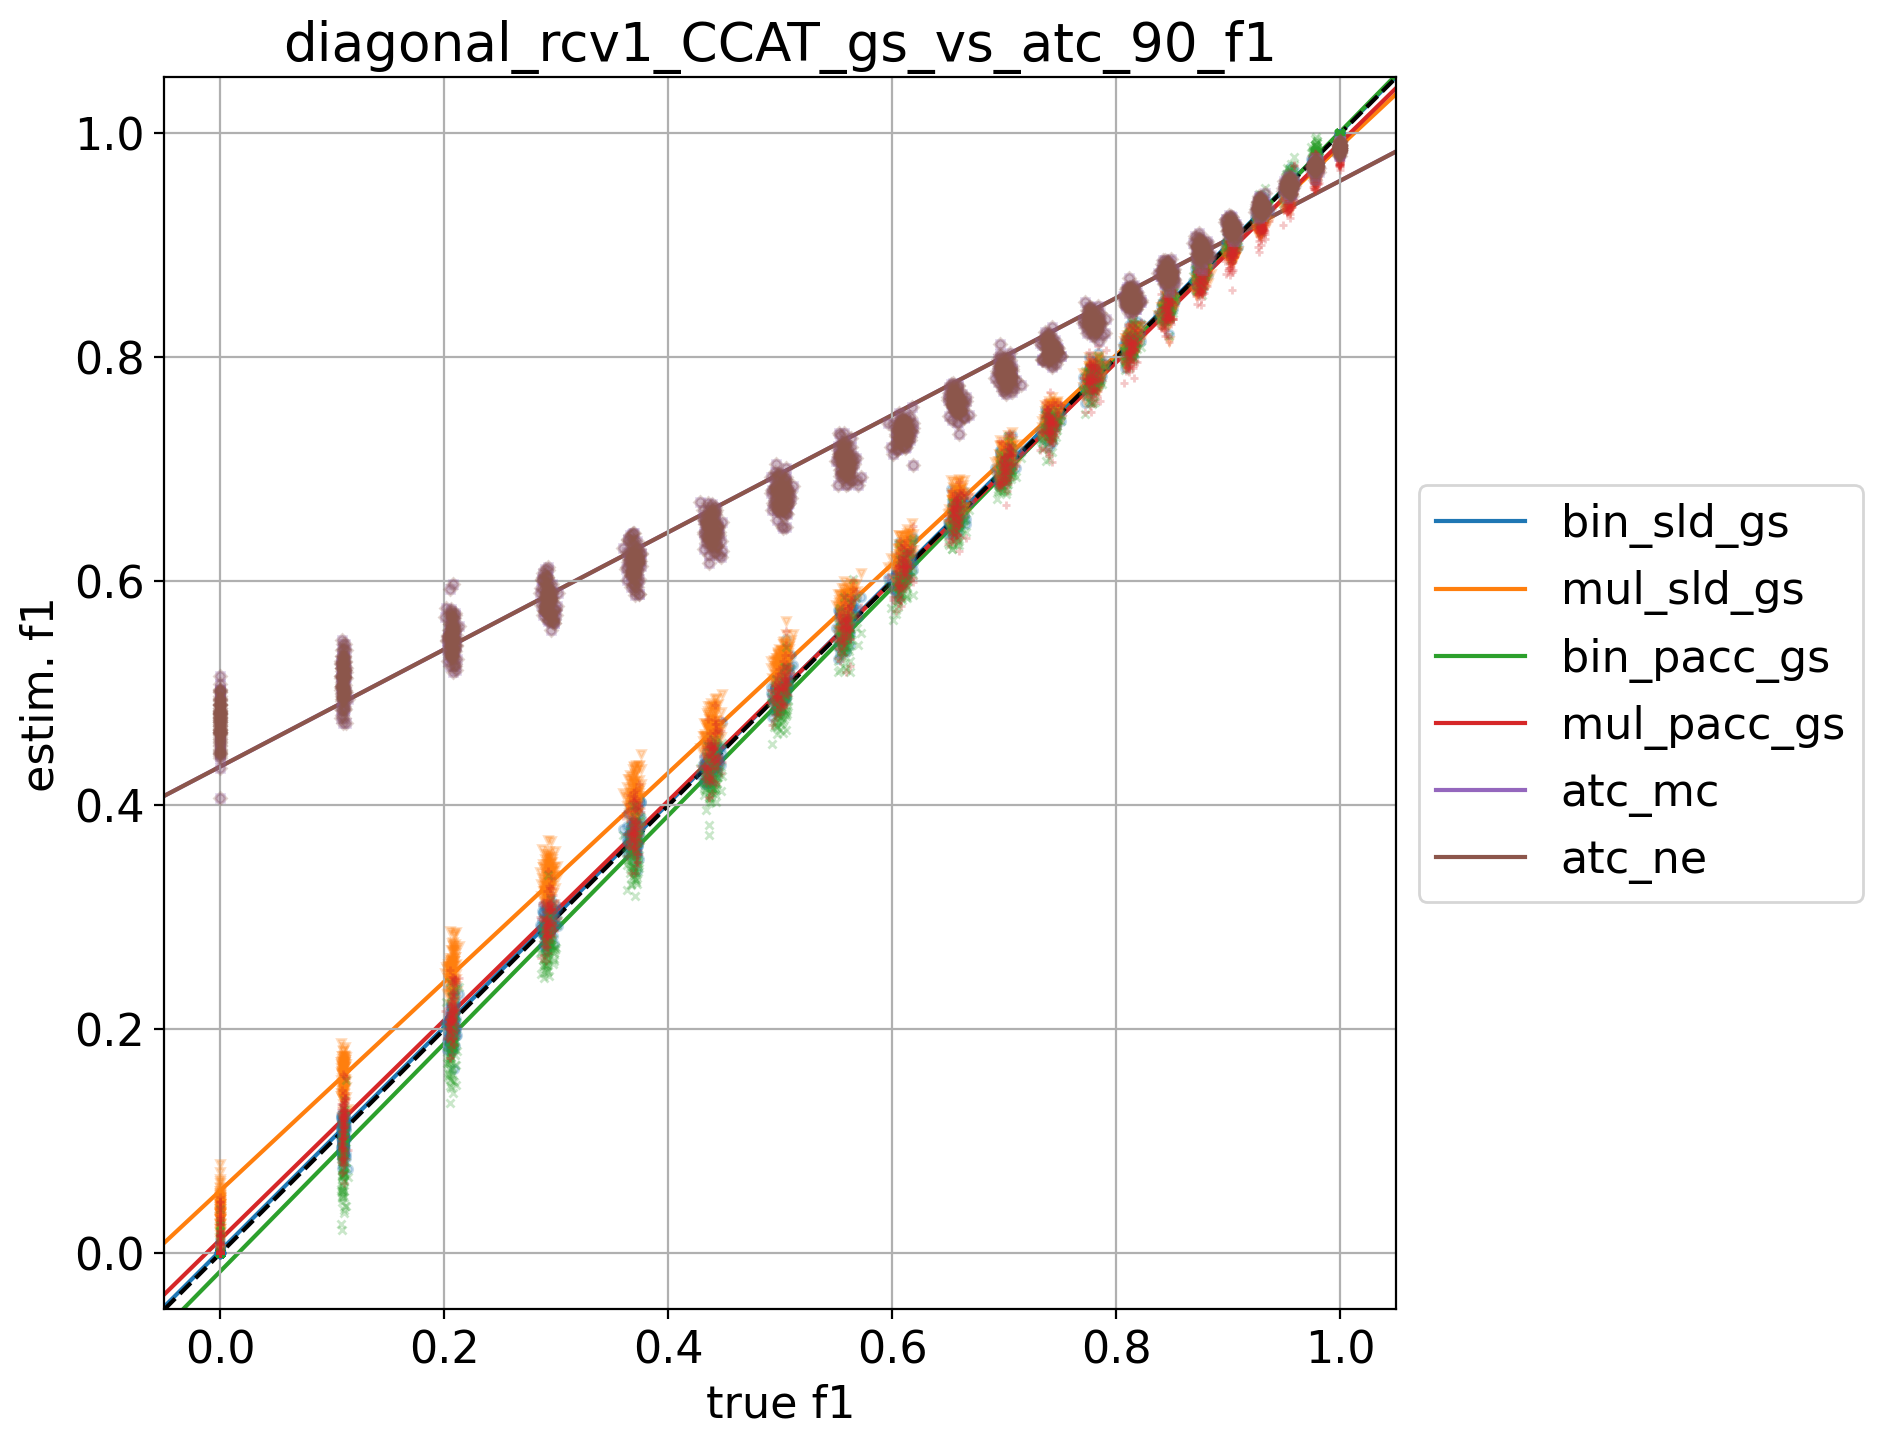 diagonal_rcv1_CCAT_gs_vs_atc_90_f1
estim. f1
1.0
0.8
0.6
0.4
0.2
0.0
0.0 0.2 0.4 0.6 0.8 1.0
true f1
bin_sld_gs
mul_sld_gs
bin_pacc_gs
mul_pacc_gs
atc_mc
atc_ne